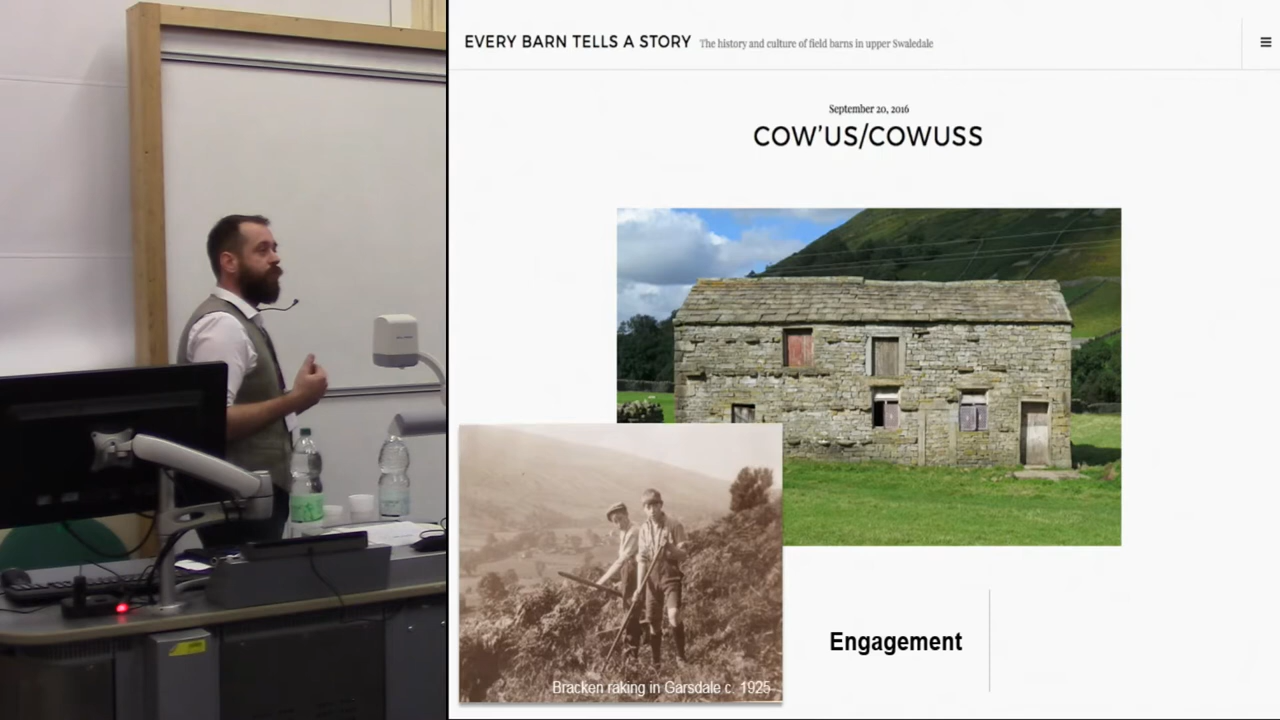 EVERY BARN TELLS A STORY The history and culture of field barns in upper Swaledale
September 20, 2016
COW'US/COWUSS
Engagement
Bracken raking in Garsdale c. 1925